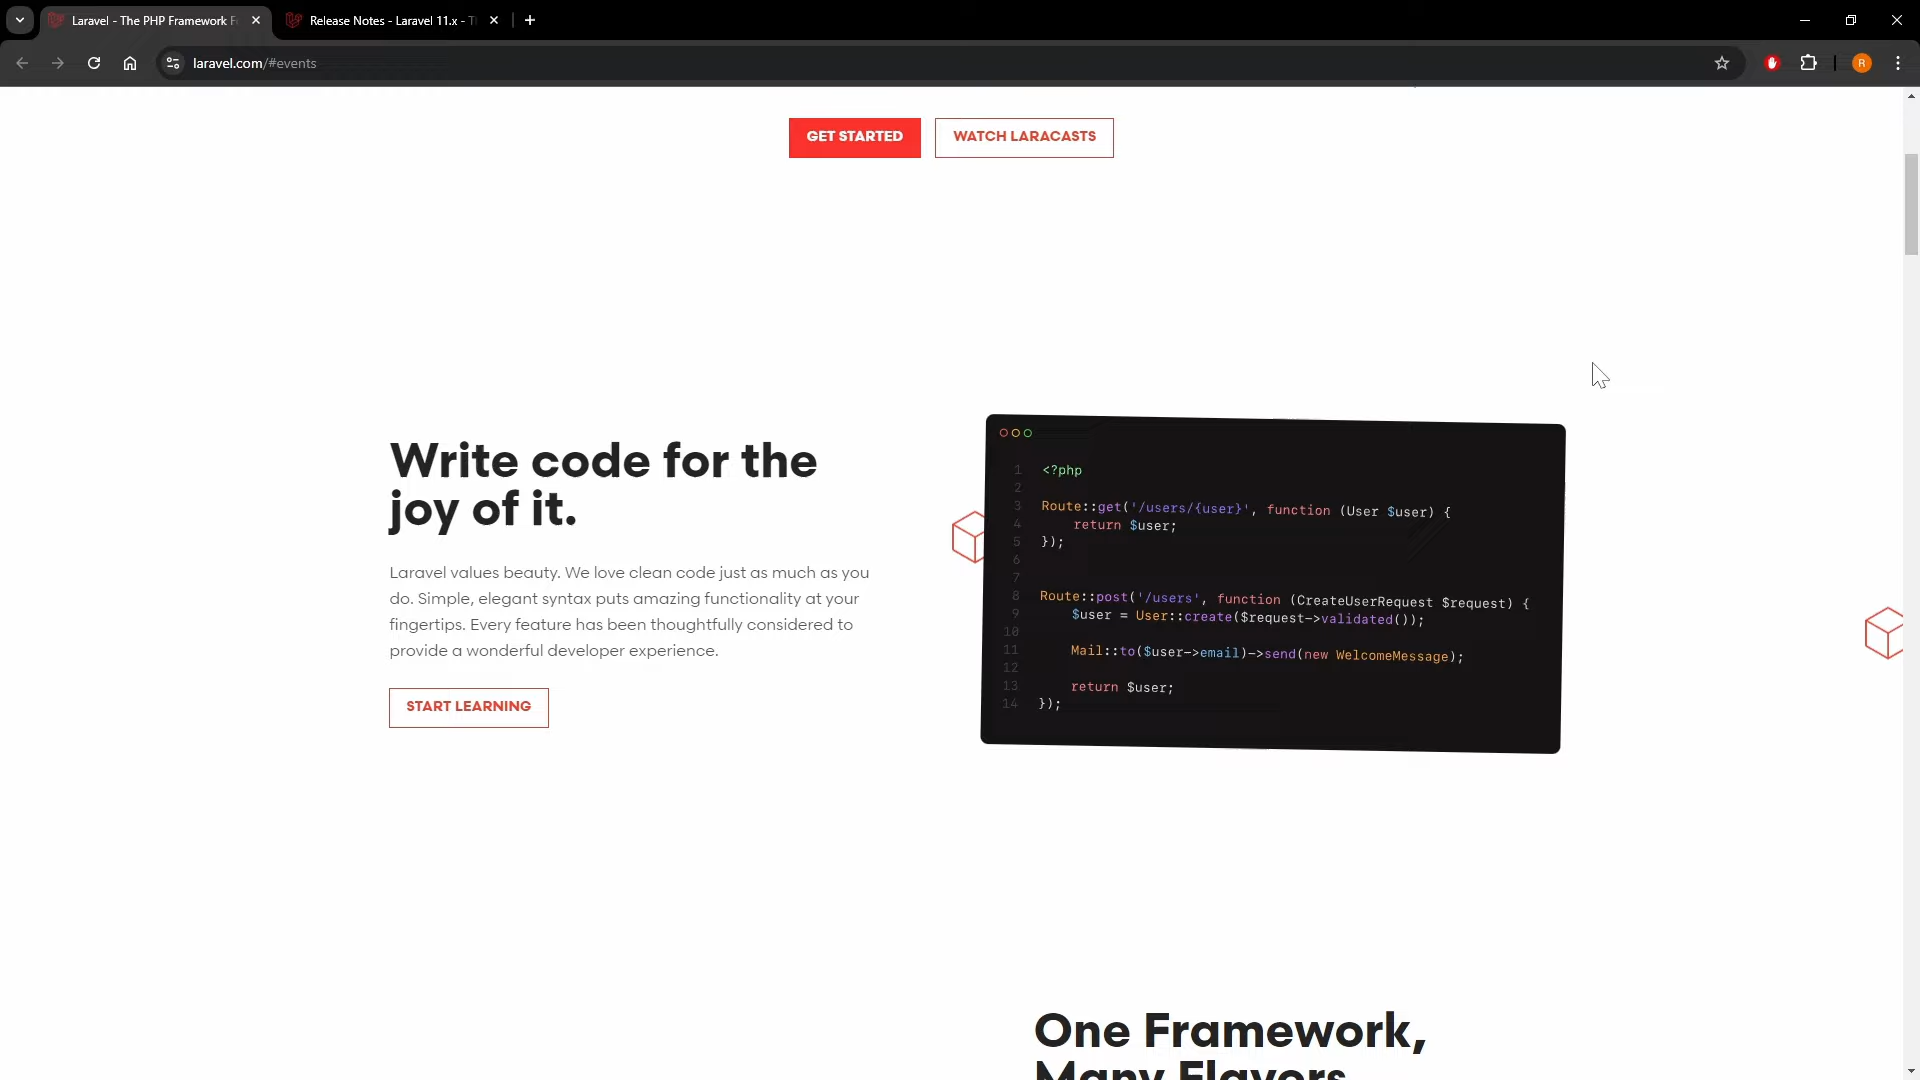 Laravel - The PHP Framework F
Release Notes - Laravel 11.x - T
laravel.com/#events
R
GET STARTED
WATCH LARACASTS
Write code for the
joy of it.
Laravel values beauty. We love clean code just as much as you
do. Simple, elegant syntax puts amazing functionality at your
fingertips. Every feature has been thoughtfully considered to
provide a wonderful developer experience.
START LEARNING
1 <?php
2
3 Route::get('/users/{user}', function (User $user) {
4     return $user;
5 });
6
7
8 Route::post('/users', function (CreateUserRequest $request) {
9     $user = User::create($request->validated());
10
11     Mail::to($user->email)->send(new WelcomeMessage);
12
13     return $user;
14 });
One Framework,
Many Flavors